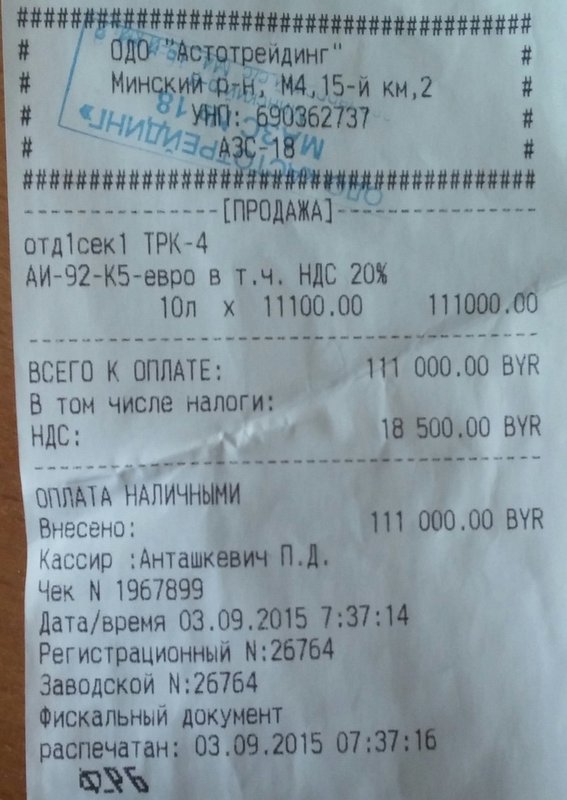 ########################################
# ОДО "Астотрейдинг" #
# Минский р,н, М4,15-й км,2 #
# УНП: 690362737 #
# АЗС-18 #
########################################
---------------[ПРОДАЖА]---------------
отд1сек1 ТРК-4
АИ-92-К5-евро в т.ч. НДС 20%
10л x 11100.00 111000.00
---------------------------------------
ВСЕГО К ОПЛАТЕ: 111 000.00 BYR
В том числе налоги:
НДС: 18 500.00 BYR
---------------------------------------
ОПЛАТА НАЛИЧНЫМИ
Внесено: 111 000.00 BYR
Кассир :Анташкевич П.Д.
Чек N 1967899
Дата/время 03.09.2015 7:37:14
Регистрационный N:26764
Заводской N:26764
Фискальный документ
распечатан: 03.09.2015 07:37:16
ОДО «АСТОТРЕЙДИНГ»
МАЗС № 18